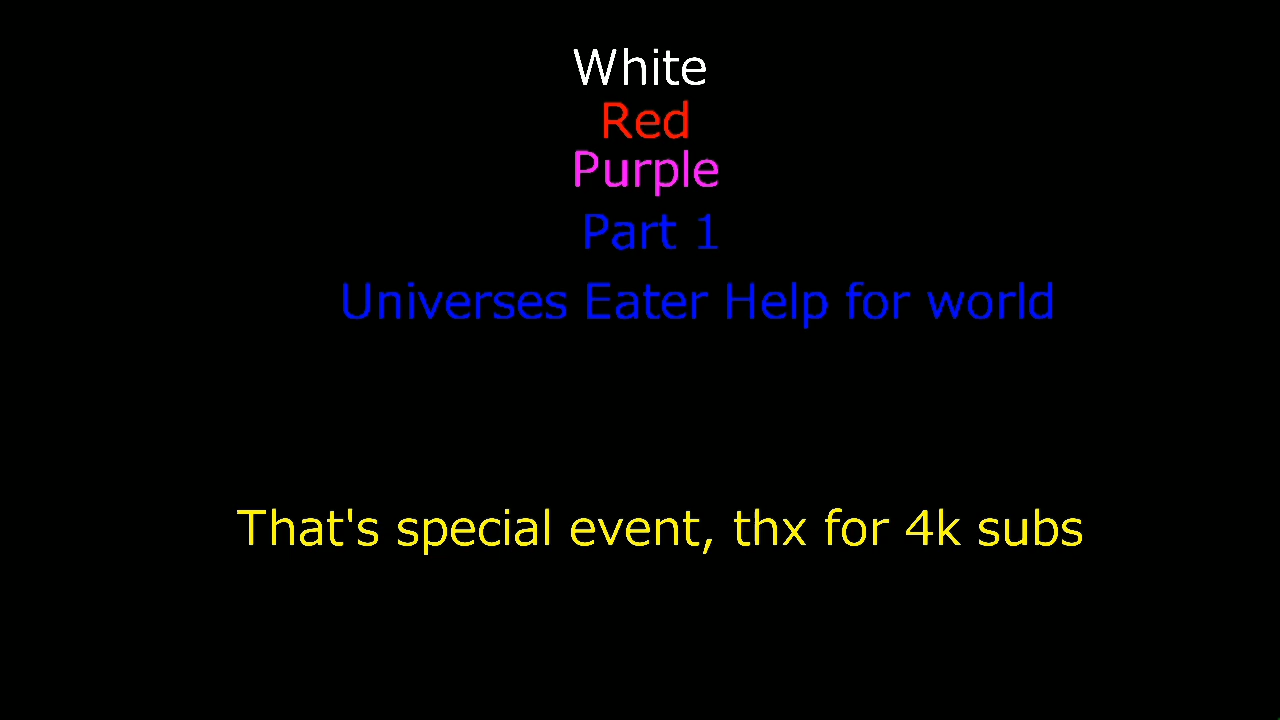 White
Red
Purple
Part 1
Universes Eater Help for world
That's special event, thx for 4k subs